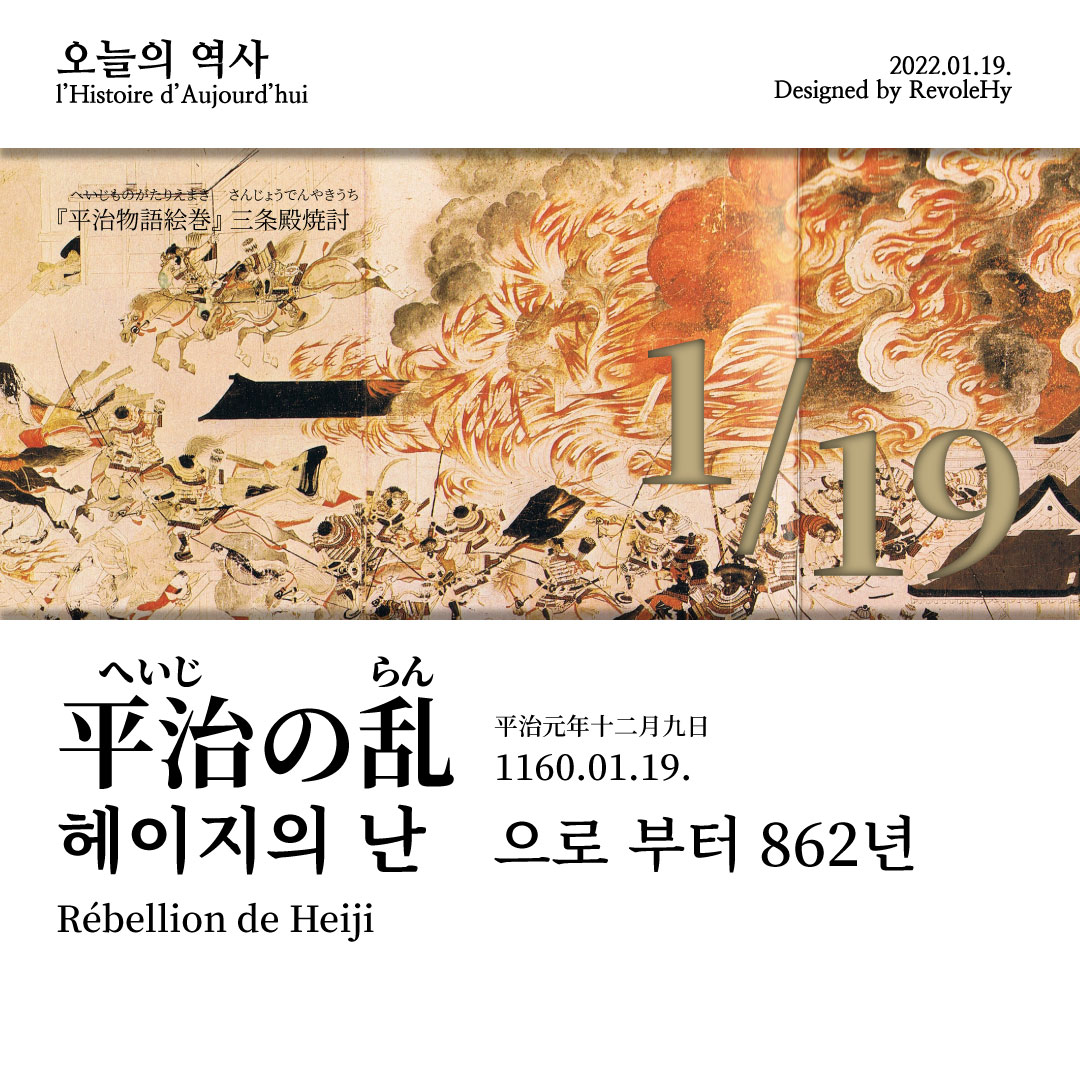 오늘의 역사
l’Histoire d’Aujourd’hui
2022.01.19.
Designed by RevoleHy
へいじものがたりえまき さんじょうでんやきうち
『平治物語絵巻』 三条殿焼討
1/19
へいじ らん
平治の乱
平治元年十二月九日
1160.01.19.
헤이지의 난
으로 부터 862년
Rébellion de Heiji